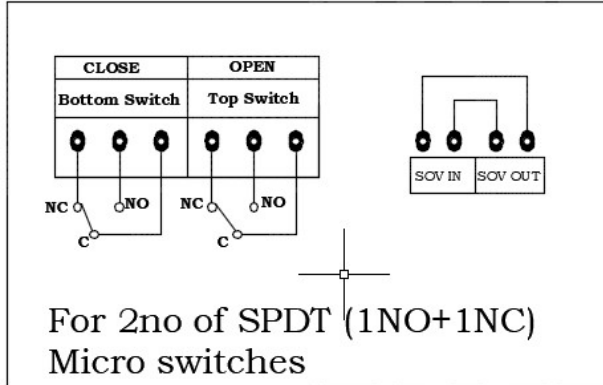 CLOSE OPEN
Bottom Switch Top Switch
SOV IN SOV OUT
NC NO NC NO
C C
For 2no of SPDT (1NO+1NC)
Micro switches